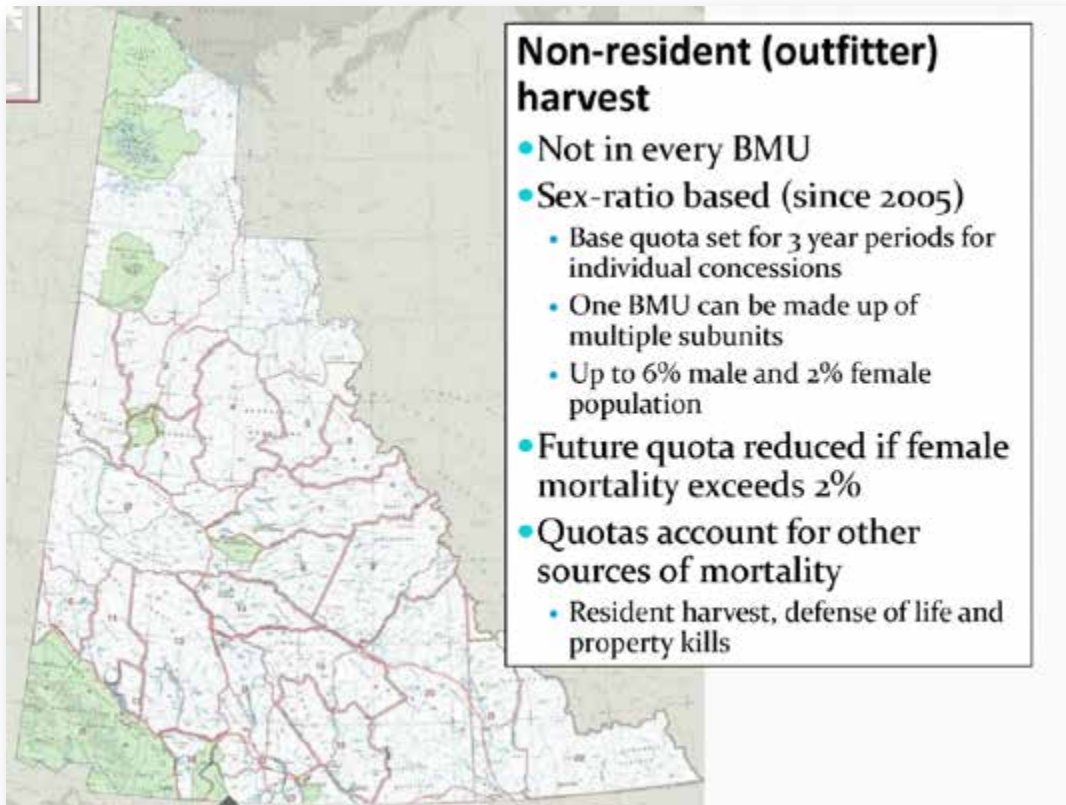 Non-resident (outfitter)
harvest
•Not in every BMU
•Sex-ratio based (since 2005)
• Base quota set for 3 year periods for
individual concessions
• One BMU can be made up of
multiple subunits
• Up to 6% male and 2% female
population
•Future quota reduced if female
mortality exceeds 2%
•Quotas account for other
sources of mortality
• Resident harvest, defense of life and
property kills